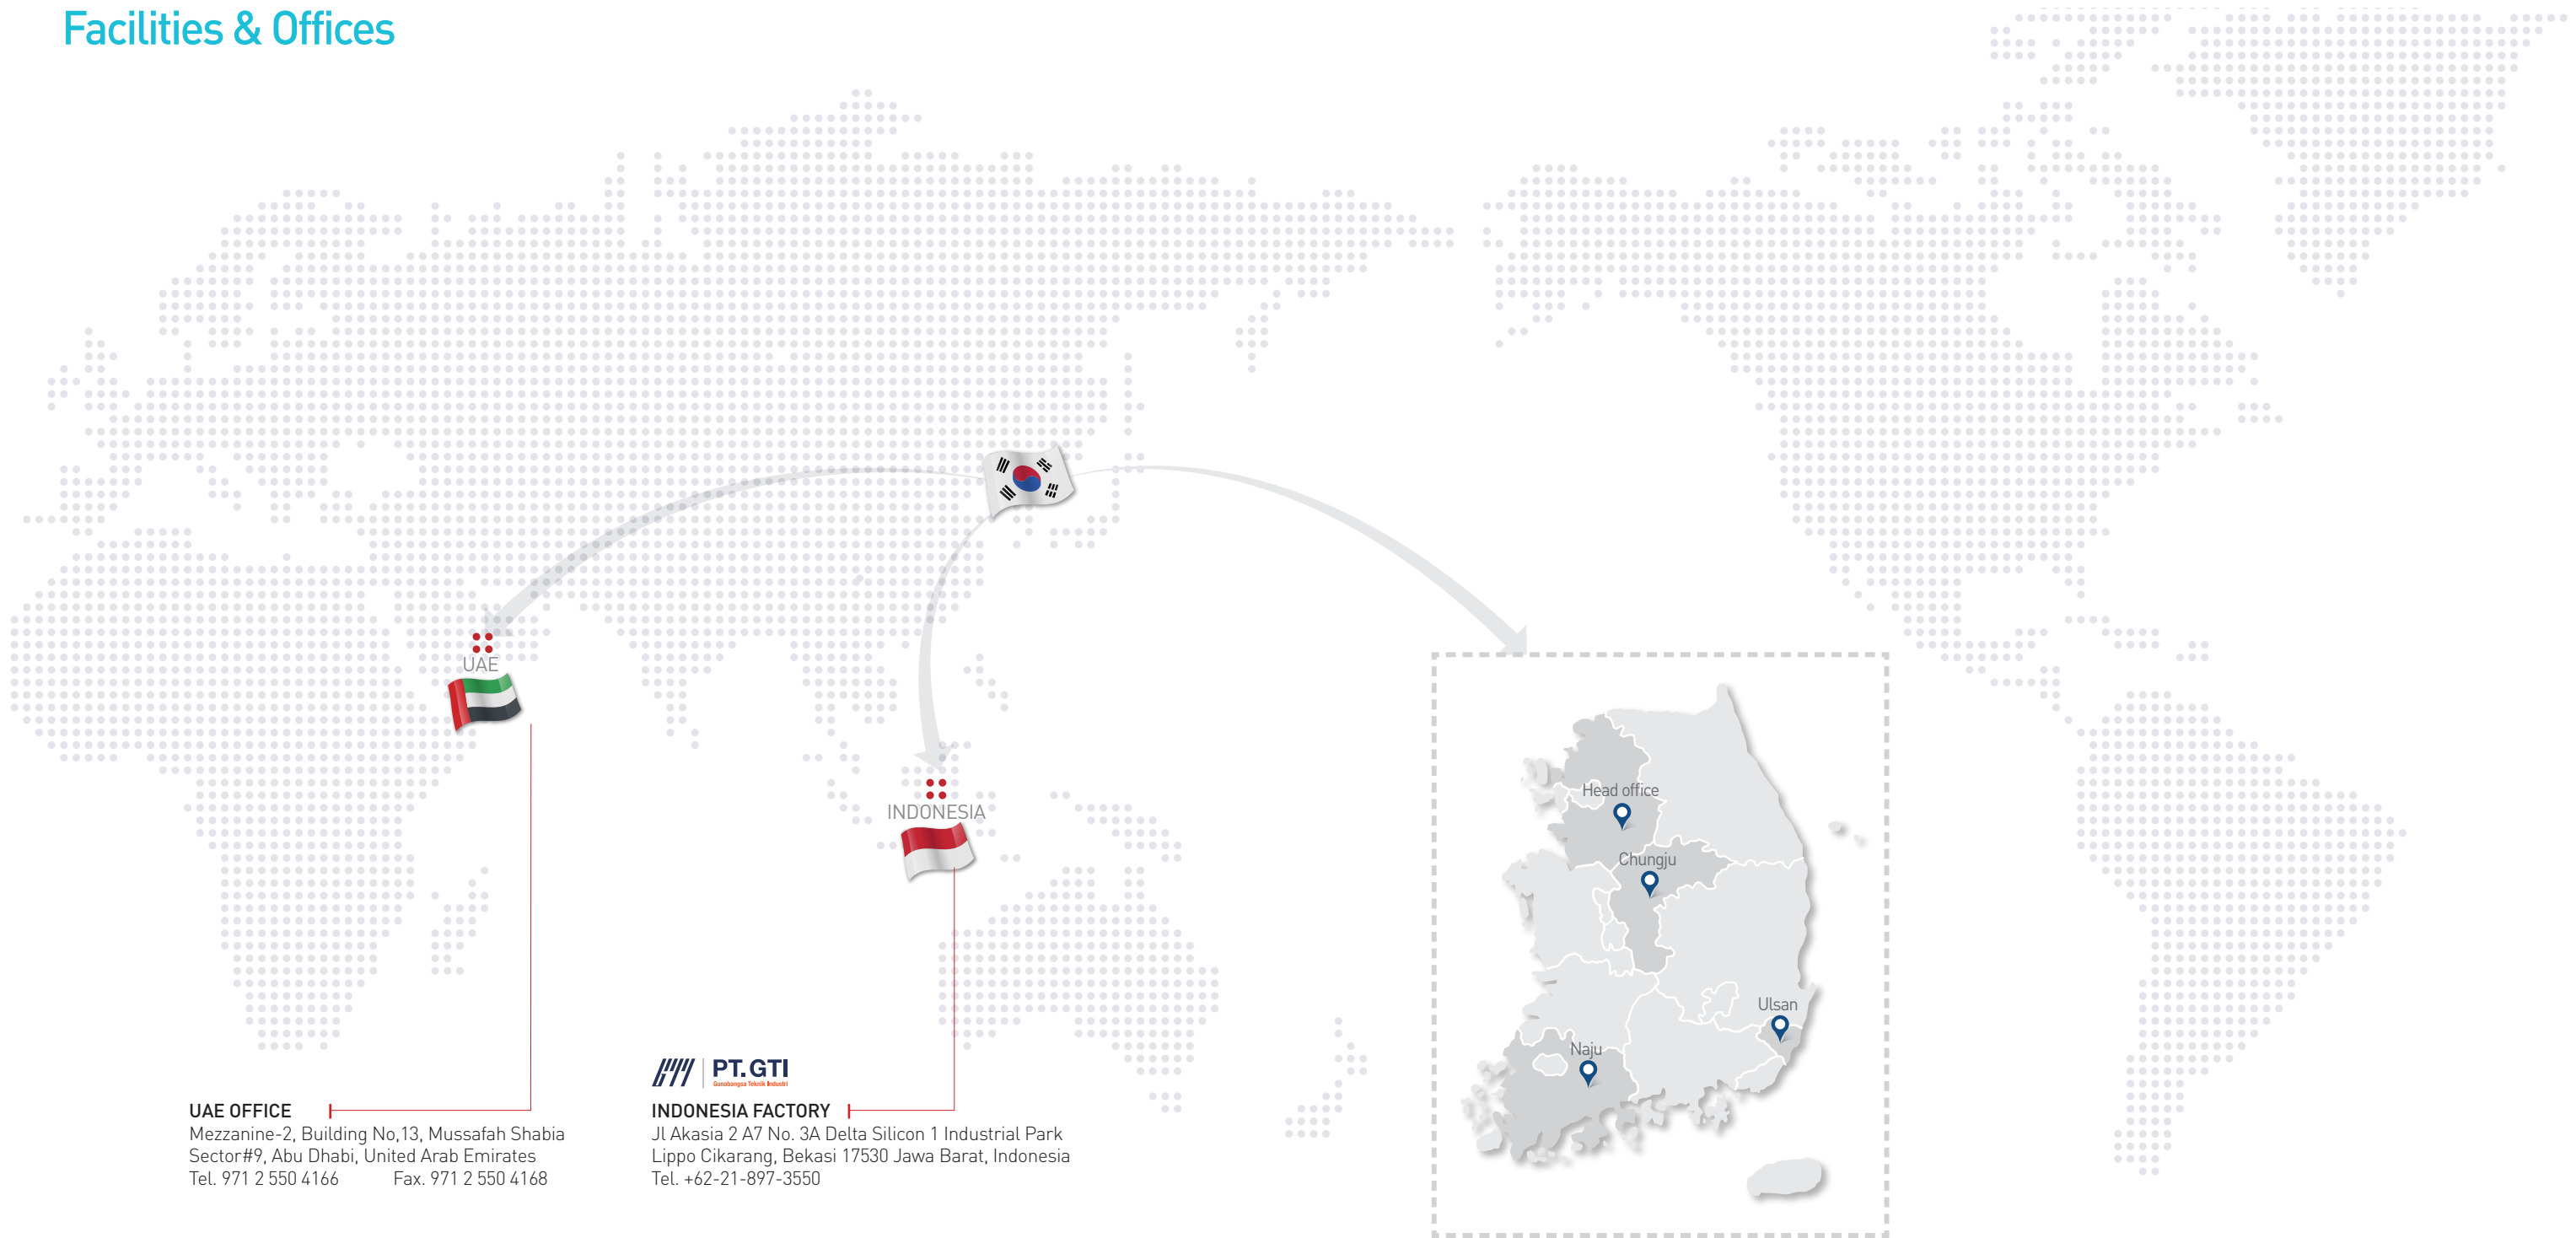 Facilities & Offices
UAE
INDONESIA
Head office
Chungju
Ulsan
Naju
UAE OFFICE
Mezzanine-2, Building No,13, Mussafah Shabia
Sector#9, Abu Dhabi, United Arab Emirates
Tel. 971 2 550 4166 Fax. 971 2 550 4168
PT.GTI
Gunabangsa Teknik Industri
INDONESIA FACTORY
Jl Akasia 2 A7 No. 3A Delta Silicon 1 Industrial Park
Lippo Cikarang, Bekasi 17530 Jawa Barat, Indonesia
Tel. +62-21-897-3550